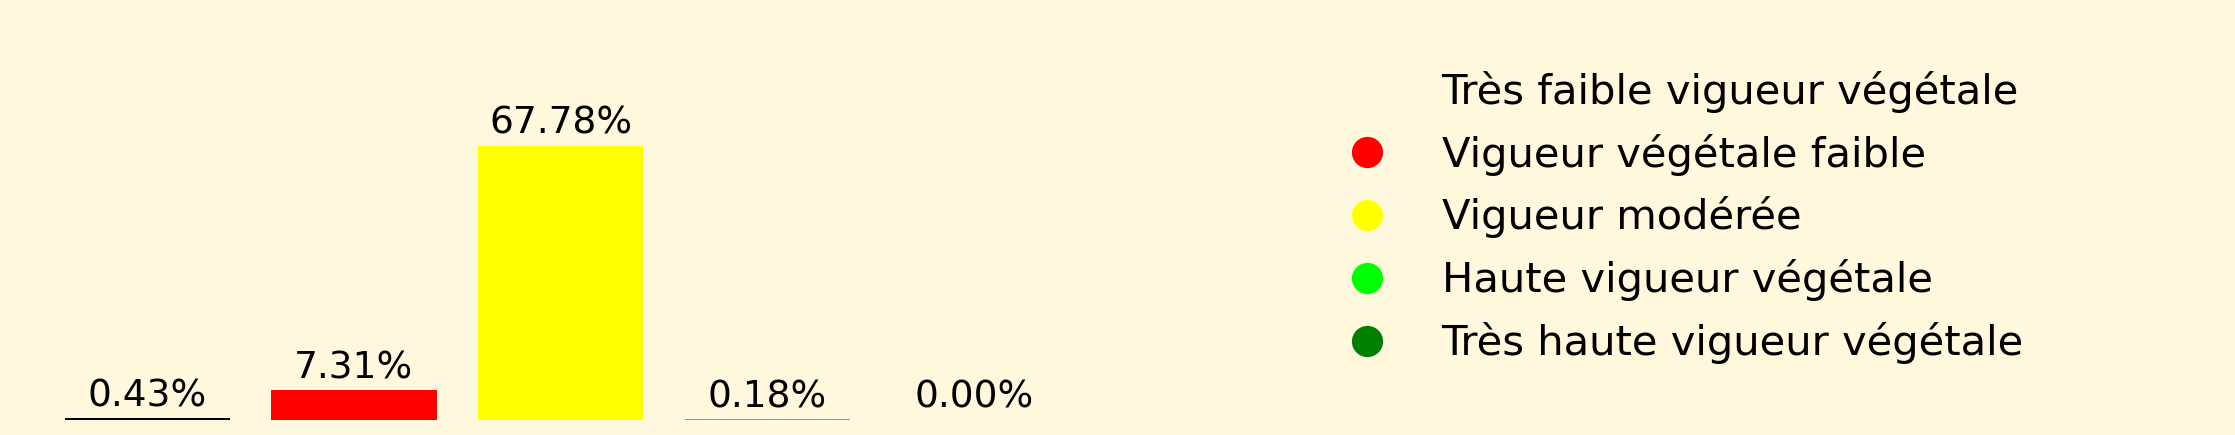 67.78%
7.31%
0.43%
0.18%
0.00%
Très faible vigueur végétale
Vigueur végétale faible
Vigueur modérée
Haute vigueur végétale
Très haute vigueur végétale